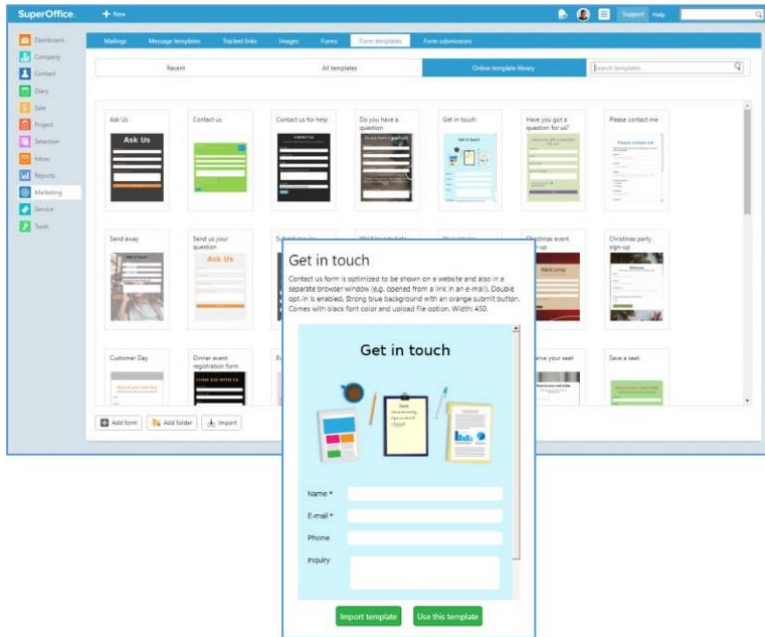 SuperOffice.
+ New
Support
Help
Dashboard
Company
Contact
Diary
Sale
Project
Selection
Inbox
Reports
Marketing
Service
Tools
Mailings
Message templates
Tracked links
Images
Forms
Form templates
Form submissions
Recent
All templates
Online template library
Search templates
Ask Us
Contact us
Contact us for help
Do you have a question
Get in touch
Have you got a question for us?
Please contact me
Ask Us
Send away
Send us your question
Ask Us
Christmas event sign-up
Welcome
Christmas party sign-up
Customer Day
Dinner event registration form
Save a seat
Add form
Add folder
Import
Get in touch
Contact us form is optimized to be shown on a website and also in a
separate browser window (e.g. opened from a link in an e-mail). Double
opt-in is enabled. Strong blue background with an orange submit button.
Comes with black font color and upload file option. Width: 450.
Get in touch
Name *
E-mail *
Phone
Inquiry
Import template
Use this template